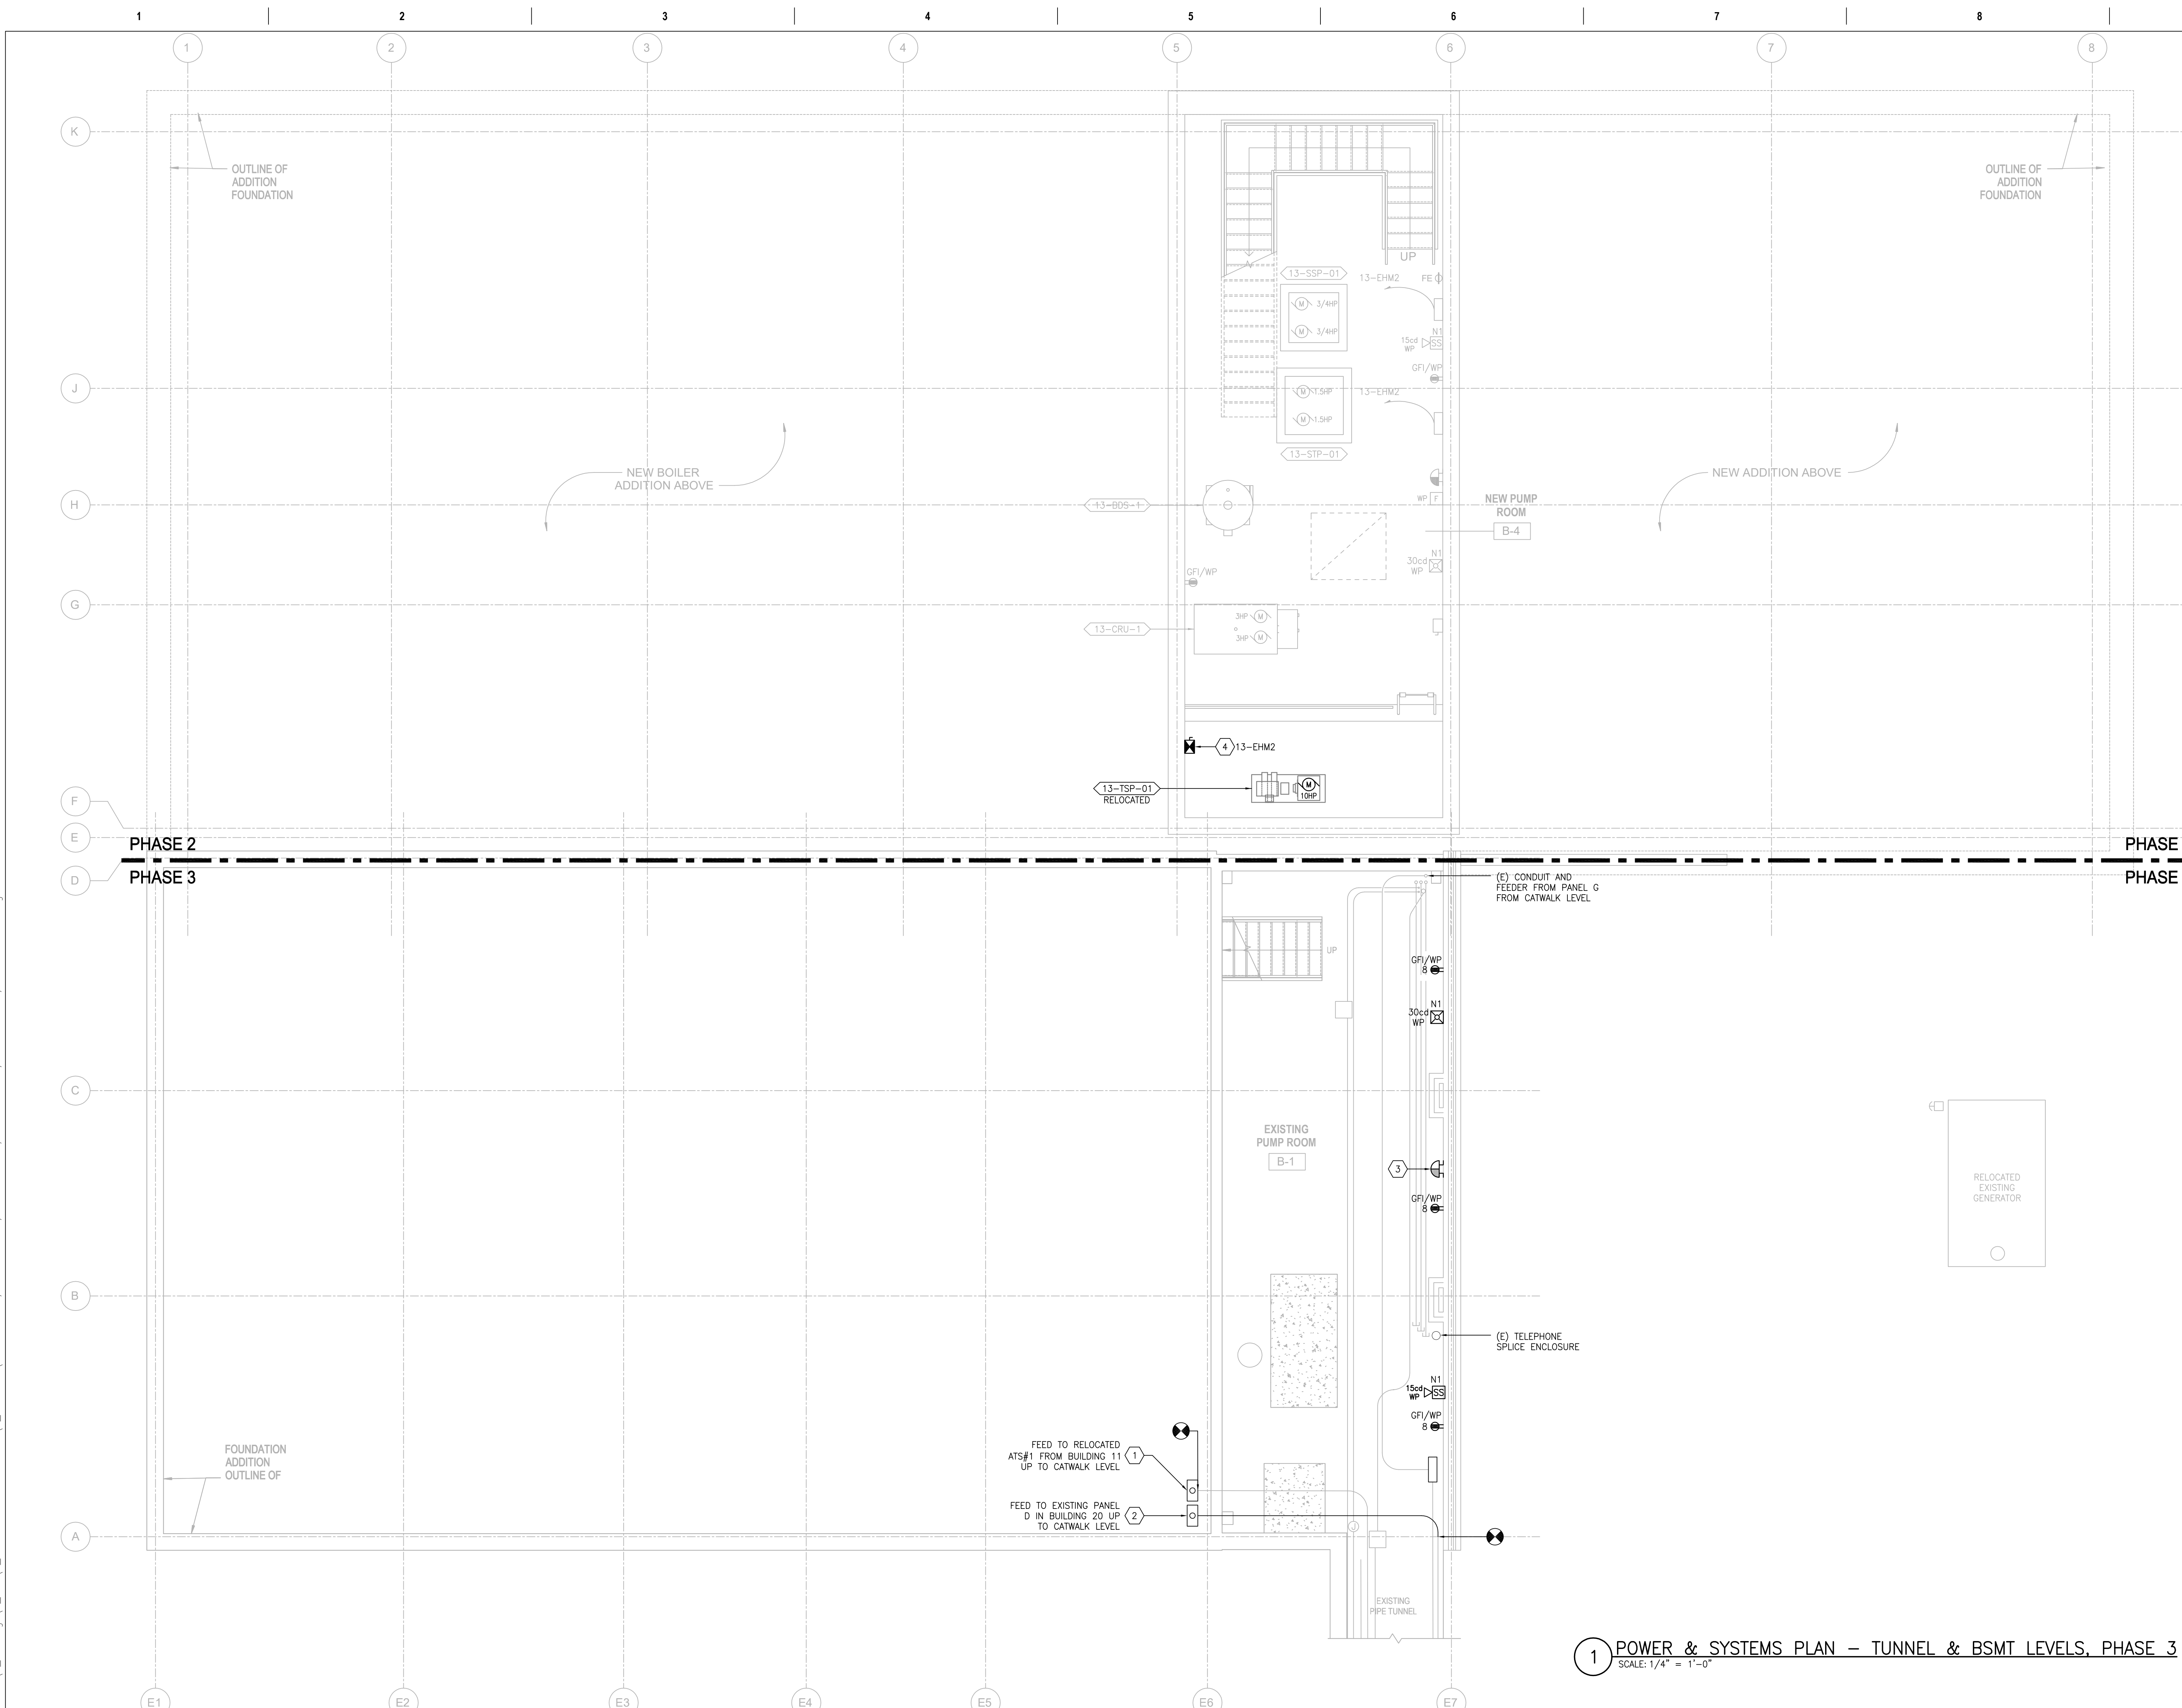 1 2 3 4 5 6 7 8
1 2 3 4 5 6 7 8
K
OUTLINE OF
ADDITION
FOUNDATION
OUTLINE OF
ADDITION
FOUNDATION
UP
13-SSP-01
13-EHM2
FE
M 3/4HP
M 3/4HP
N1
15cd
WP
SS
GFI/WP
J
M 1.5HP
13-EHM2
M 1.5HP
13-STP-01
NEW BOILER
ADDITION ABOVE
NEW ADDITION ABOVE
H
13-BDS-1
WP F
NEW PUMP
ROOM
B-4
N1
30cd
WP
GFI/WP
G
3HP M
13-CRU-1
3HP M
4 13-EHM2
13-TSP-01
RELOCATED
M
10HP
F
E
PHASE 2
PHASE
D
PHASE 3
PHASE
(E) CONDUIT AND
FEEDER FROM PANEL G
FROM CATWALK LEVEL
UP
GFI/WP
8
N1
30cd
WP
C
EXISTING
PUMP ROOM
B-1
3
GFI/WP
8
RELOCATED
EXISTING
GENERATOR
B
(E) TELEPHONE
SPLICE ENCLOSURE
N1
15cd
WP
SS
GFI/WP
8
FOUNDATION
ADDITION
OUTLINE OF
FEED TO RELOCATED
ATS#1 FROM BUILDING 11
UP TO CATWALK LEVEL
1
FEED TO EXISTING PANEL
D IN BUILDING 20 UP
TO CATWALK LEVEL
2
A
J
EXISTING
PIPE TUNNEL
1 POWER & SYSTEMS PLAN - TUNNEL & BSMT LEVELS, PHASE 3
SCALE: 1/4" = 1'-0"
E1 E2 E3 E4 E5 E6 E7